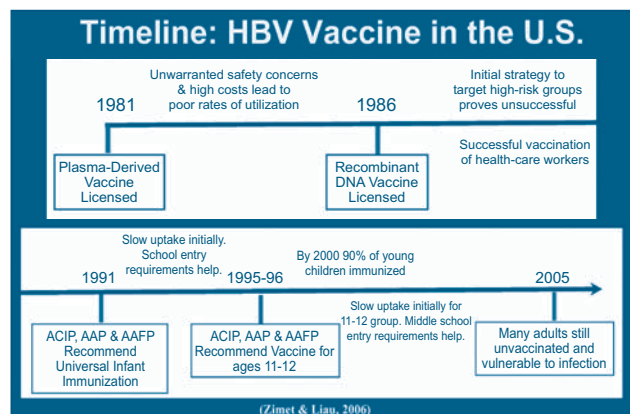 Timeline: HBV Vaccine in the U.S.
Unwarranted safety concerns
& high costs lead to
poor rates of utilization
Initial strategy to
target high-risk groups
proves unsuccessful
1981
1986
Successful vaccination
of health-care workers
Plasma-Derived
Vaccine
Licensed
Recombinant
DNA Vaccine
Licensed
Slow uptake initially.
School entry
requirements help.
By 2000 90% of young
children immunized
1991
1995-96
2005
Slow uptake initially for
11-12 group. Middle school
entry requirements help.
ACIP, AAP & AAFP
Recommend
Universal Infant
Immunization
ACIP, AAP & AAFP
Recommend Vaccine for
ages 11-12
Many adults still
unvaccinated and
vulnerable to infection
(Zimet & Liau, 2006)